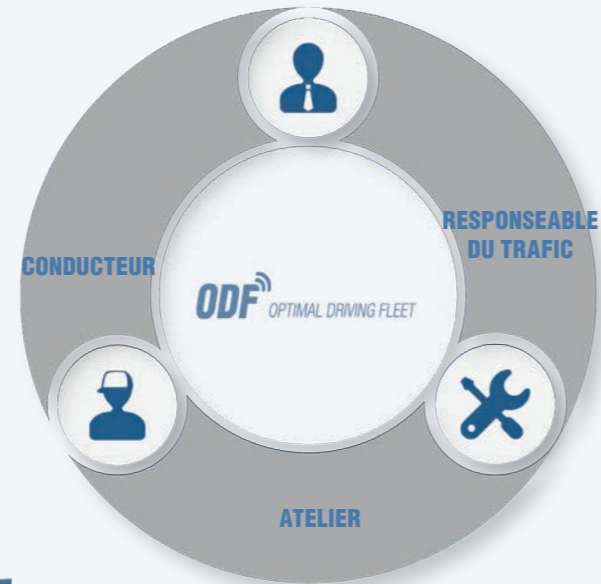 RESPONSEABLE
DU TRAFIC
CONDUCTEUR
ODF OPTIMAL DRIVING FLEET
ATELIER